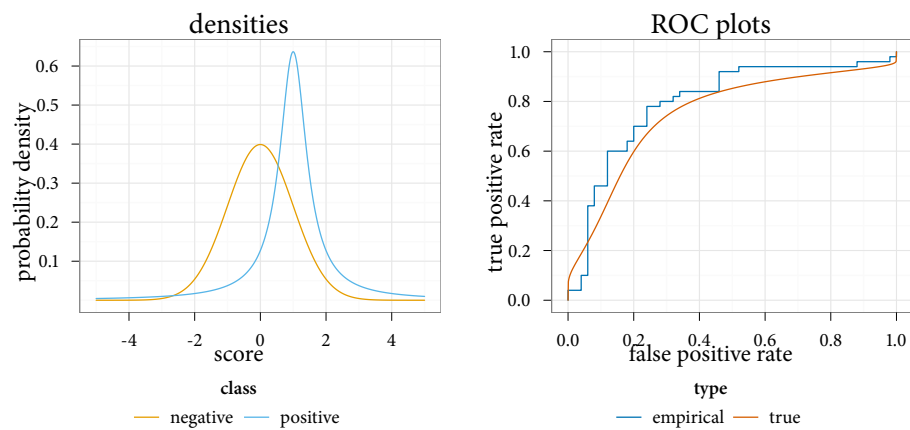 densities
probability density
0.6
0.5
0.4
0.3
0.2
0.1
-4 -2 0 2 4
score
class
negative positive
ROC plots
true positive rate
1.0
0.8
0.6
0.4
0.2
0.0
0.0 0.2 0.4 0.6 0.8 1.0
false positive rate
type
empirical true